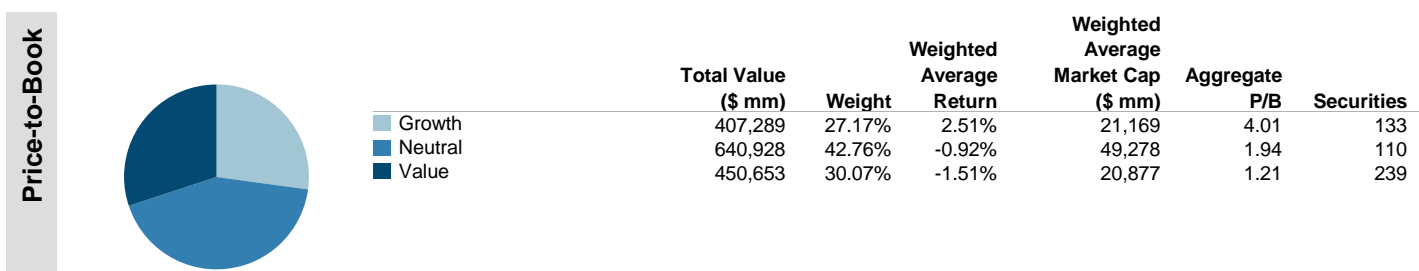 Price-to-Book
Weighted
Weighted Average
Total Value Average Market Cap Aggregate
($ mm) Weight Return ($ mm) P/B Securities
Growth 407,289 27.17% 2.51% 21,169 4.01 133
Neutral 640,928 42.76% -0.92% 49,278 1.94 110
Value 450,653 30.07% -1.51% 20,877 1.21 239